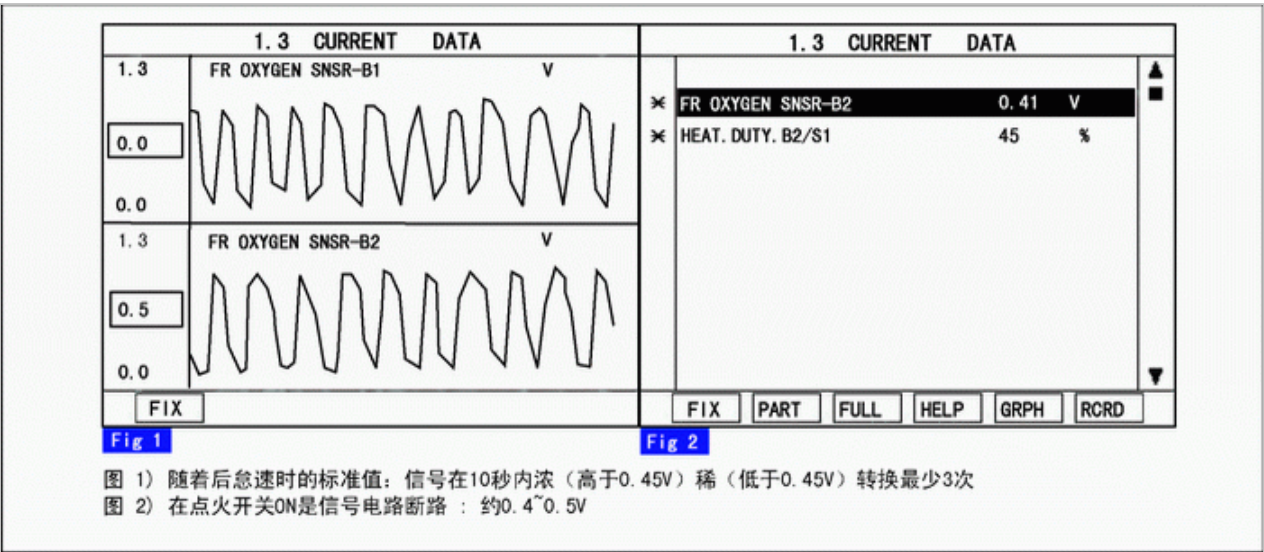 1.3 CURRENT DATA
1.3
FR OXYGEN SNSR-B1 V
0.0
0.0
1.3
FR OXYGEN SNSR-B2 V
0.5
0.0
FIX
Fig 1
1.3 CURRENT DATA
FR OXYGEN SNSR-B2 0.41 V
HEAT.DUTY.B2/S1 45 %
FIX PART FULL HELP GRPH RCRD
Fig 2
图 1) 随着后怠速时的标准值：信号在10秒内浓（高于0.45V）稀（低于0.45V）转换最少3次
图 2) 在点火开关ON是信号电路断路 : 约0.4~0.5V